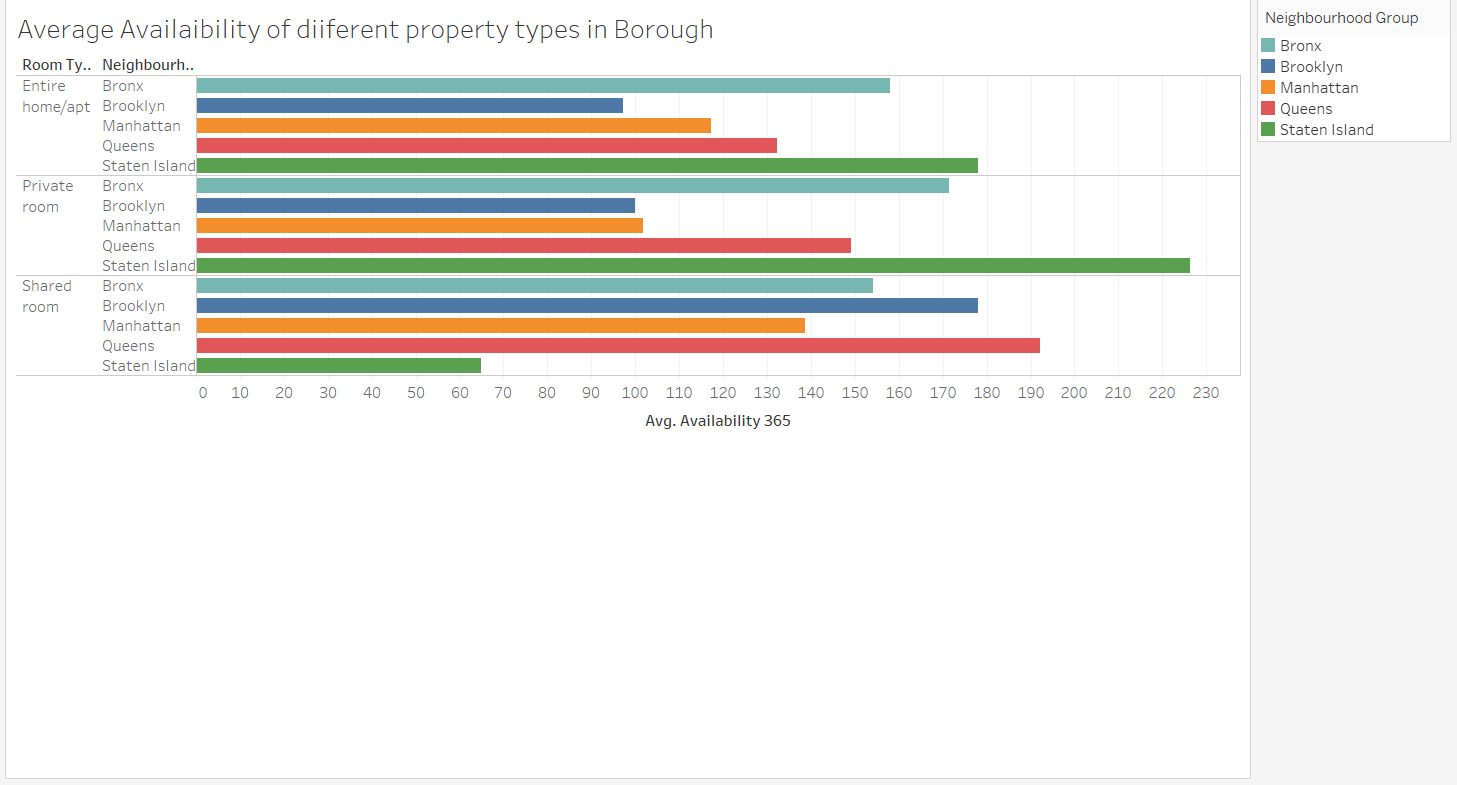 Average Availaibility of diifferent property types in Borough
Room Ty.. Neighbourh..
Entire home/apt
Bronx
Brooklyn
Manhattan
Queens
Staten Island
Private room
Bronx
Brooklyn
Manhattan
Queens
Staten Island
Shared room
Bronx
Brooklyn
Manhattan
Queens
Staten Island
0 10 20 30 40 50 60 70 80 90 100 110 120 130 140 150 160 170 180 190 200 210 220 230
Avg. Availability 365
Neighbourhood Group
Bronx
Brooklyn
Manhattan
Queens
Staten Island